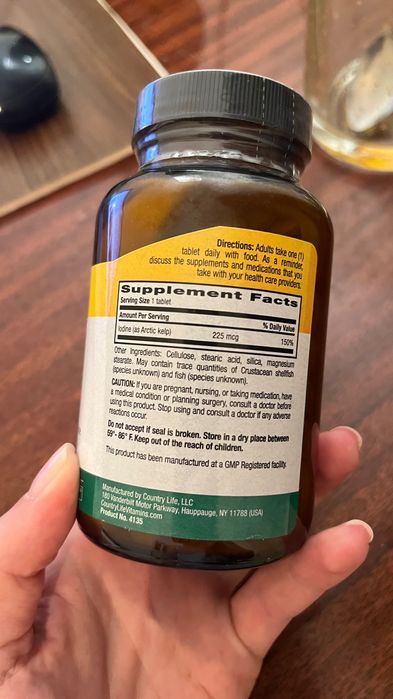 Directions: Adults take one (1)
tablet daily with food. As a reminder,
discuss the supplements and medications that you
take with your health care providers.
Supplement Facts
Serving Size 1 tablet
Amount Per Serving % Daily Value
Iodine (as Arctic kelp) 225 mcg 150%
Other Ingredients: Cellulose, stearic acid, silica, magnesium
stearate. May contain trace quantities of Crustacean shellfish
(species unknown) and fish (species unknown).
CAUTION: If you are pregnant, nursing, or taking medication, have
a medical condition or planning surgery, consult a doctor before
using this product. Stop using and consult a doctor if any adverse
reactions occur.
Do not accept if seal is broken. Store in a dry place between
59°- 86° F. Keep out of the reach of children.
This product has been manufactured at a GMP Registered facility.
Manufactured by Country Life, LLC
180 Vanderbilt Motor Parkway, Hauppauge, NY 11788 (USA)
CountryLifeVitamins.com
Product No. 4135